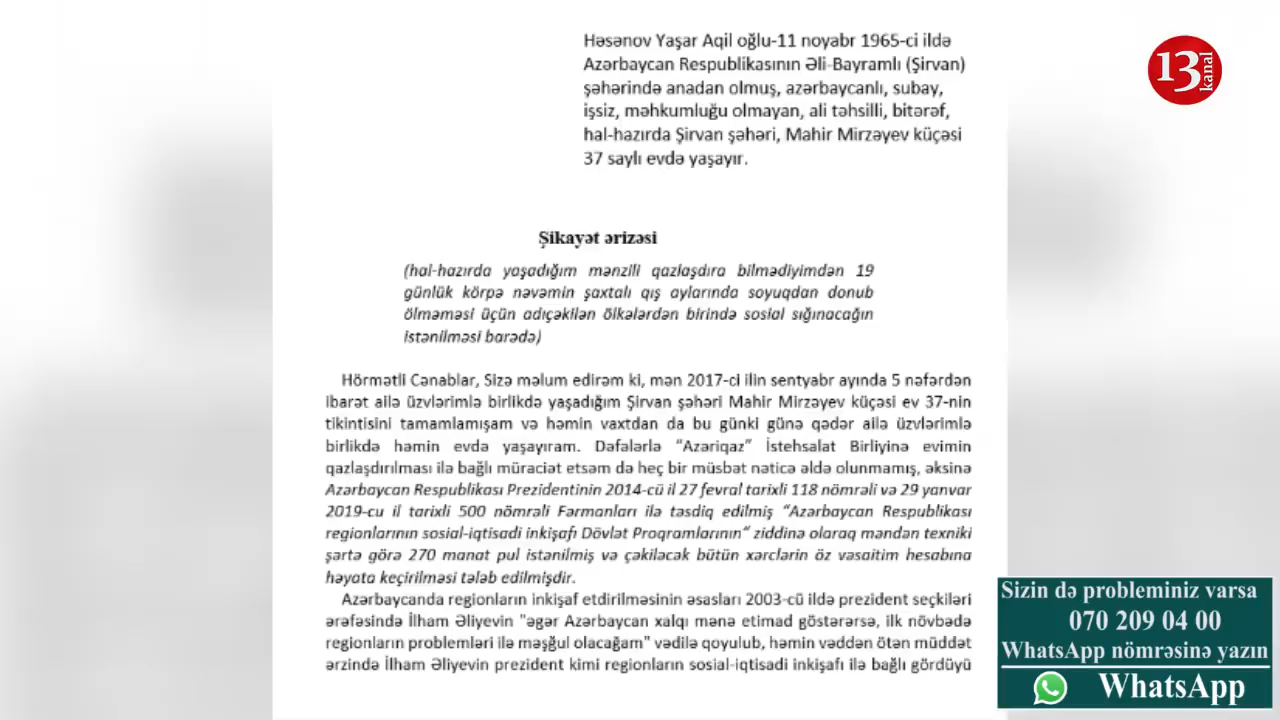 Həsənov Yaşar Aqil oğlu-11 noyabr 1965-ci ildə
Azərbaycan Respublikasının Əli-Bayramlı (Şirvan)
şəhərində anadan olmuş, azərbaycanlı, subay,
işsiz, məhkumluğu olmayan, ali təhsilli, bitərəf,
hal-hazırda Şirvan şəhəri, Mahir Mirzəyev küçəsi
37 saylı evdə yaşayır.
13 kanal
Şikayət ərizəsi
(hal-hazırda yaşadığım mənzili qazlaşdıra bilmədiyimdən 19
günlük körpə nəvəmin şaxtalı qış aylarında soyuqdan donub
ölməməsi üçün adıçəkilən ölkələrdən birində sosial sığınacağın
istənilməsi barədə)
Hörmətli Cənablar, Sizə məlum edirəm ki, mən 2017-ci ilin sentyabr ayında 5 nəfərdən
ibarət ailə üzvlərimlə birlikdə yaşadığım Şirvan şəhəri Mahir Mirzəyev küçəsi ev 37-nin
tikintisini tamamlamışam və həmin vaxtdan da bu günki günə qədər ailə üzvlərimlə
birlikdə həmin evdə yaşayıram. Dəfələrlə “Azəriqaz” İstehsalat Birliyinə evimin
qazlaşdırılması ilə bağlı müraciət etsəm də heç bir müsbət nəticə əldə olunmamış, əksinə
Azərbaycan Respublikası Prezidentinin 2014-cü il 27 fevral tarixli 118 nömrəli və 29 yanvar
2019-cu il tarixli 500 nömrəli Fərmanları ilə təsdiq edilmiş “Azərbaycan Respublikası
regionlarının sosial-iqtisadi inkişafı Dövlət Proqramlarının“ ziddinə olaraq məndən texniki
şərtə görə 270 manat pul istənilmiş və çəkiləcək bütün xərclərin öz vəsaitim hesabına
həyata keçirilməsi tələb edilmişdir.
Azərbaycanda regionların inkişaf etdirilməsinin əsasları 2003-cü ildə prezident seçkiləri
ərəfəsində İlham Əliyevin "əgər Azərbaycan xalqı mənə etimad göstərərsə, ilk növbədə
regionların problemləri ilə məşğul olacağam" vədilə qoyulub, həmin vəddən ötən müddət
ərzində İlham Əliyevin prezident kimi regionların sosial-iqtisadi inkişafı ilə bağlı gördüyü
Sizin də probleminiz varsa
070 209 04 00
WhatsApp nömrəsinə yazın
WhatsApp